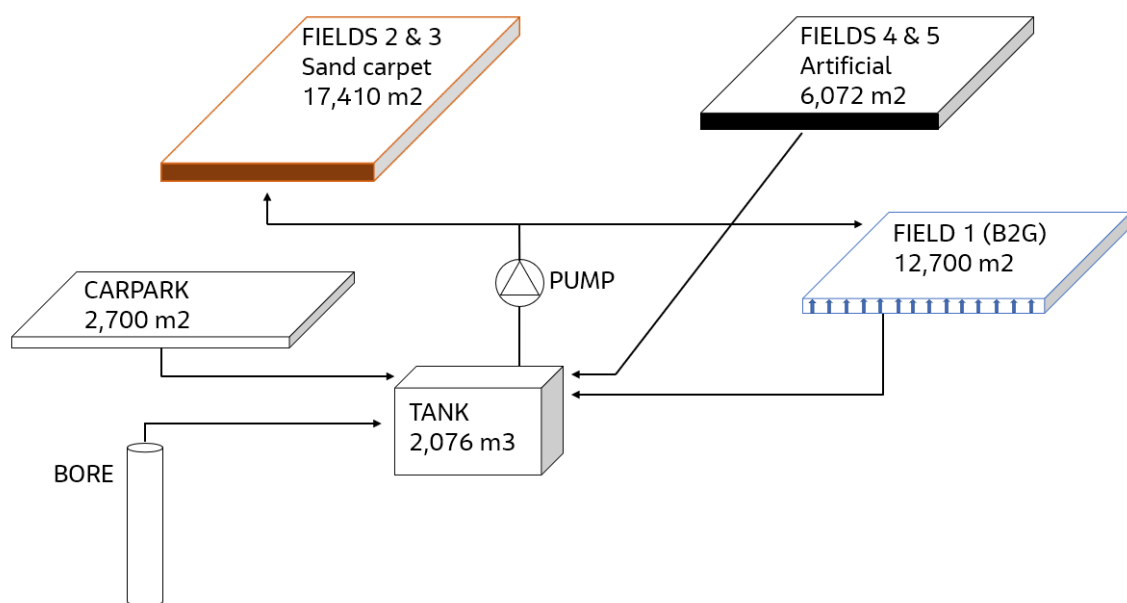 FIELDS 2 & 3
Sand carpet
17,410 m2
FIELDS 4 & 5
Artificial
6,072 m2
FIELD 1 (B2G)
12,700 m2
PUMP
CARPARK
2,700 m2
TANK
2,076 m3
BORE